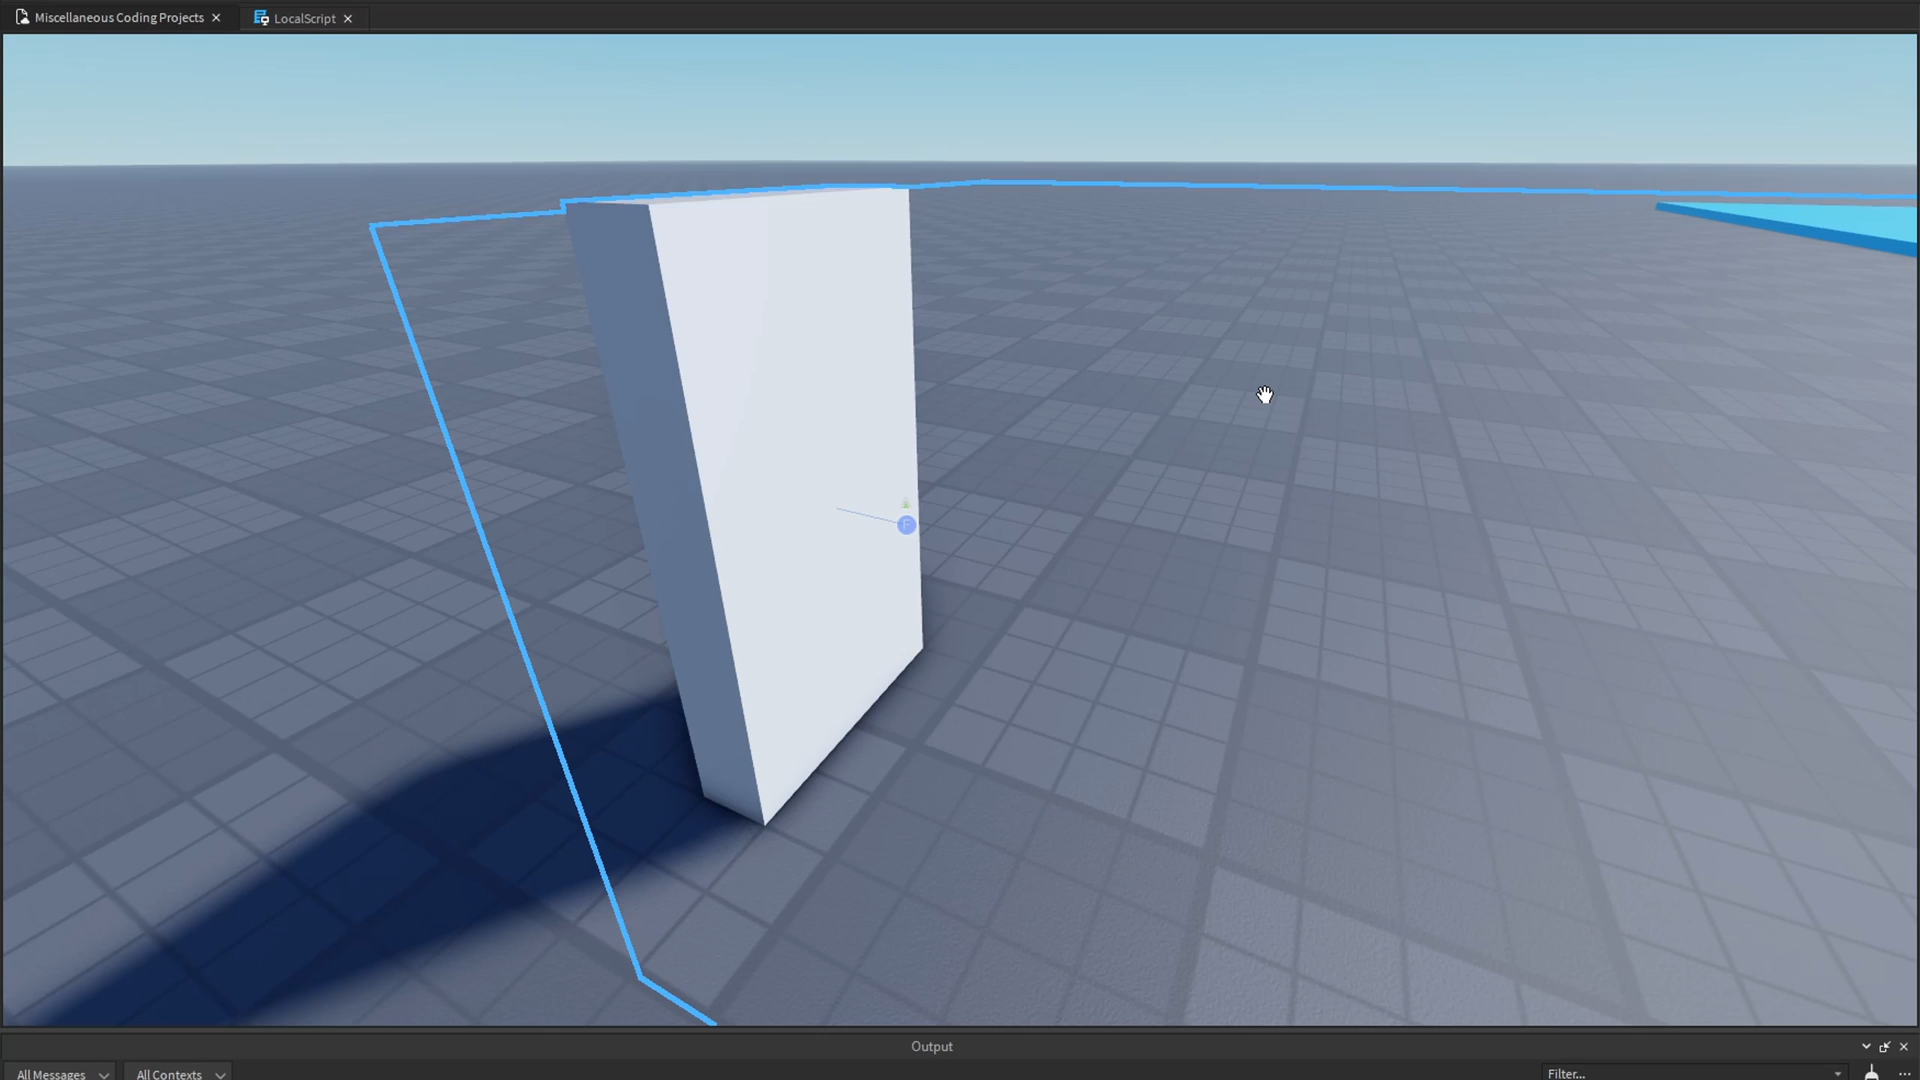 Miscellaneous Coding Projects
LocalScript
F
Output
All Messages
All Contexts
Filter...